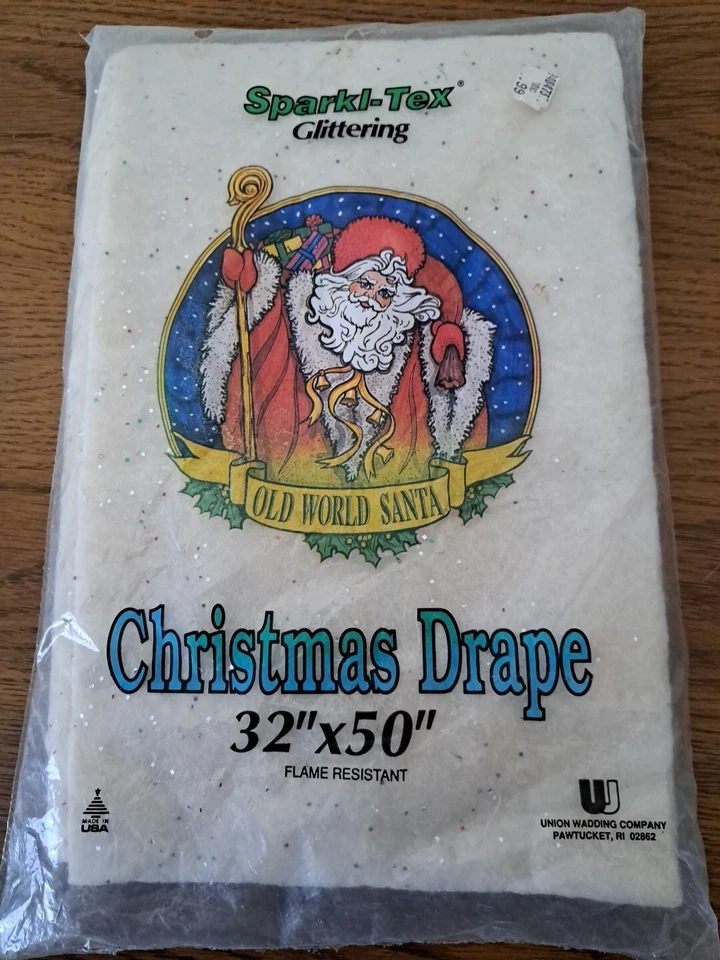 Sparkl-Tex®
Glittering
OLD WORLD SANTA
Christmas Drape
32"x50"
FLAME RESISTANT
MADE IN
USA
UNION WADDING COMPANY
PAWTUCKET, RI 02862